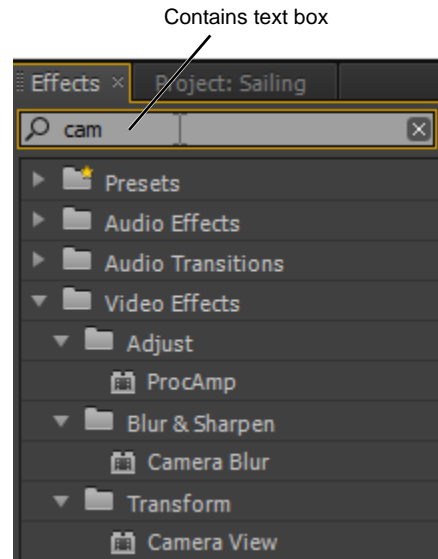 Contains text box
Effects × Project: Sailing
cam
Presets
Audio Effects
Audio Transitions
Video Effects
Adjust
ProcAmp
Blur & Sharpen
Camera Blur
Transform
Camera View